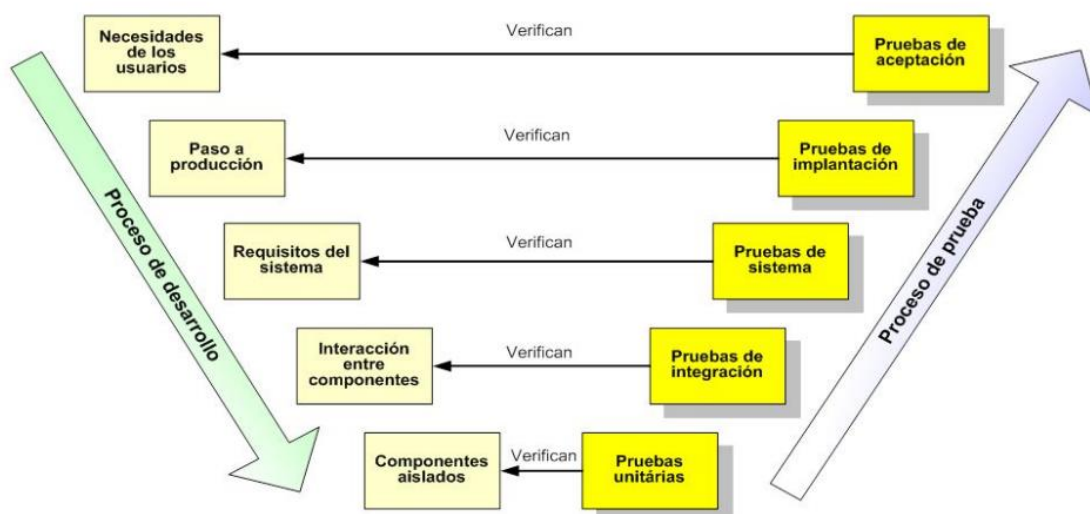 Necesidades
de los
usuarios
Verifican
Pruebas de
aceptación
Paso a
producción
Verifican
Pruebas de
implantación
Requisitos del
sistema
Verifican
Pruebas de
sistema
Interacción
entre
componentes
Verifican
Pruebas de
integración
Componentes
aislados
Verifican
Pruebas
unitárias
Proceso de desarrollo
Proceso de prueba